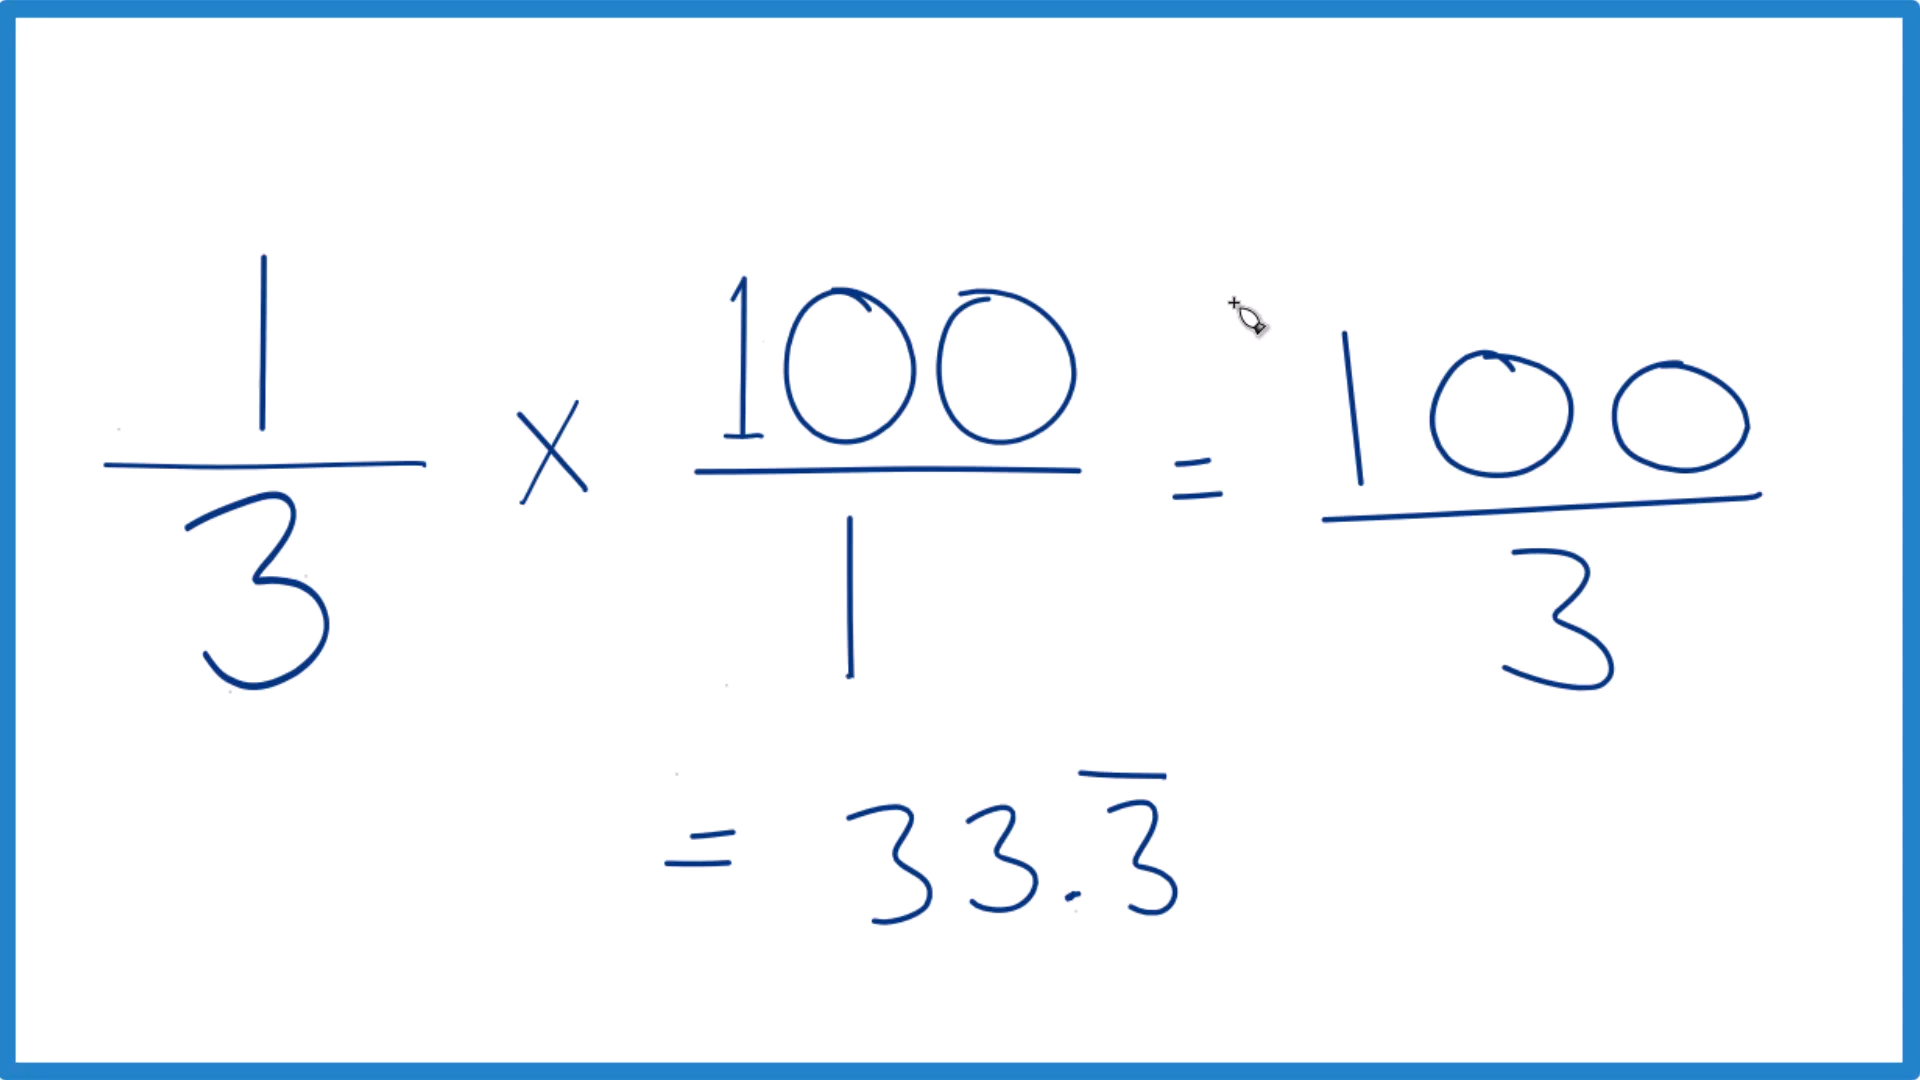 1/3 × 100/1 = 100/3
= 33.3̅